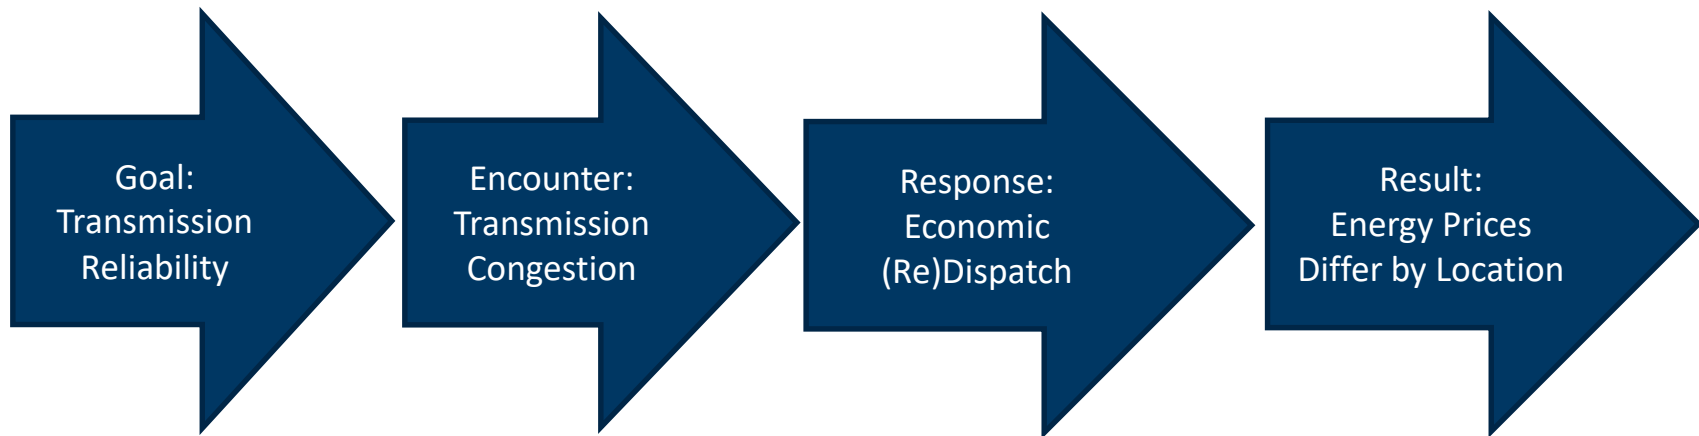 Goal:
Transmission
Reliability
Encounter:
Transmission
Congestion
Response:
Economic
(Re)Dispatch
Result:
Energy Prices
Differ by Location